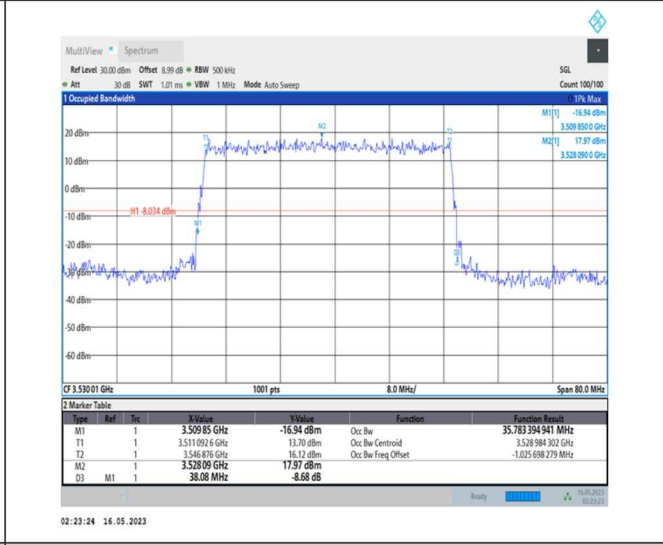 MultiView Spectrum
Ref Level 30.00 dBm Offset 8.99 dB RBW 500 kHz SGL
Att 30 dB SWT 1.01 ms VBW 1 MHz Mode Auto Sweep Count 100/100
1 Occupied Bandwidth 1Pk Max
M1[1] -16.94 dBm
3.509 850 0 GHz
M2[1] 17.97 dBm
3.528 090 0 GHz
M2
T1
20 dBm
10 dBm
0 dBm
H1 -8.034 dBm
-10 dBm
M1
-20 dBm
D3
-30 dBm
-40 dBm
-50 dBm
-60 dBm
CF 3.530 01 GHz 1001 pts 8.0 MHz/ Span 80.0 MHz
2 Marker Table
Type Ref Trc X-Value Y-Value Function Function Result
M1 1 3.509 85 GHz -16.94 dBm Occ Bw 35.783 394 941 MHz
T1 1 3.511 092 6 GHz 13.70 dBm Occ Bw Centroid 3.528 984 302 GHz
T2 1 3.546 876 GHz 16.12 dBm Occ Bw Freq Offset -1.025 698 279 MHz
M2 1 3.528 09 GHz 17.97 dBm
D3 M1 1 38.08 MHz -8.68 dB
Ready 16.05.2023
02:23:23
02:23:24 16.05.2023